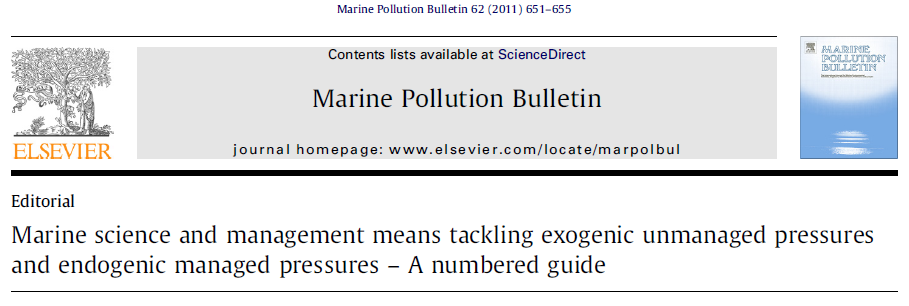 Marine Pollution Bulletin 62 (2011) 651–655
Contents lists available at ScienceDirect
Marine Pollution Bulletin
journal homepage: www.elsevier.com/locate/marpolbul
ELSEVIER
MARINE
POLLUTION
BULLETIN
Editorial
Marine science and management means tackling exogenic unmanaged pressures
and endogenic managed pressures – A numbered guide